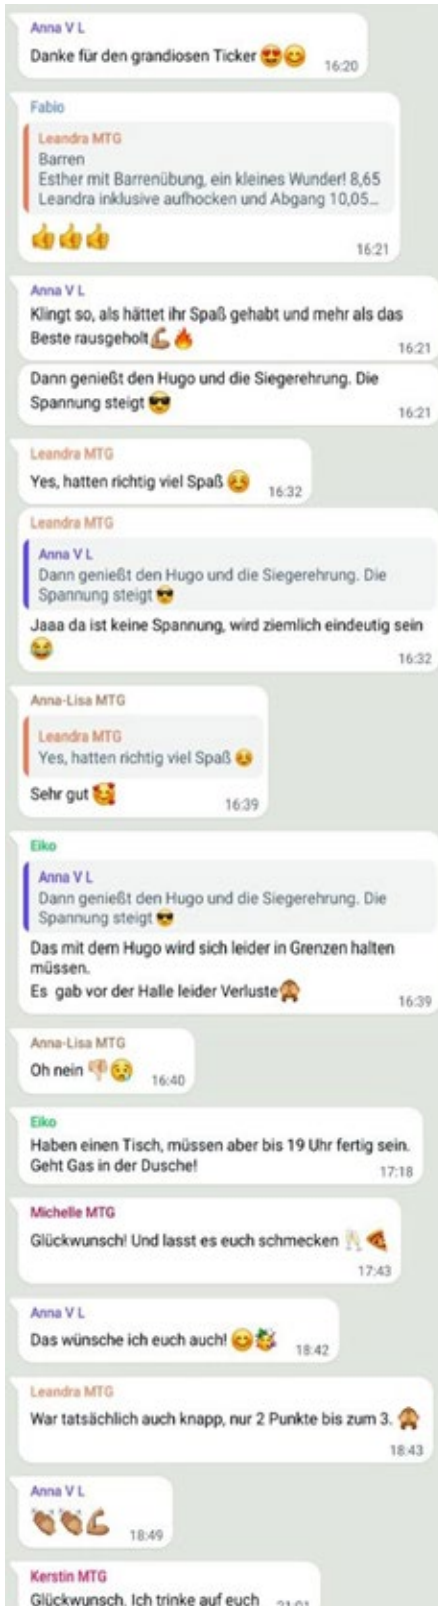 Anna V L
Danke für den grandiosen Ticker 😍😊
16:20
Fabio
Leandra MTG
Barren
Esther mit Barrenübung, ein kleines Wunder! 8,65
Leandra inklusive aufhocken und Abgang 10,05...
👍👍👍
16:21
Anna V L
Klingt so, als hättet ihr Spaß gehabt und mehr als das
Beste rausgeholt💪🔥
16:21
Dann genießt den Hugo und die Siegerehrung. Die
Spannung steigt 😎
16:21
Leandra MTG
Yes, hatten richtig viel Spaß ☺️
16:32
Leandra MTG
Anna V L
Dann genießt den Hugo und die Siegerehrung. Die
Spannung steigt 😎
Jaaa da ist keine Spannung, wird ziemlich eindeutig sein
😂
16:32
Anna-Lisa MTG
Leandra MTG
Yes, hatten richtig viel Spaß ☺️
Sehr gut 🥰
16:39
Eiko
Anna V L
Dann genießt den Hugo und die Siegerehrung. Die
Spannung steigt 😎
Das mit dem Hugo wird sich leider in Grenzen halten
müssen.
Es gab vor der Halle leider Verluste🙈
16:39
Anna-Lisa MTG
Oh nein 👎😢
16:40
Eiko
Haben einen Tisch, müssen aber bis 19 Uhr fertig sein.
Geht Gas in der Dusche!
17:18
Michelle MTG
Glückwunsch! Und lasst es euch schmecken 🥂🍕
17:43
Anna V L
Das wünsche ich euch auch! 😊🥳
18:42
Leandra MTG
War tatsächlich auch knapp, nur 2 Punkte bis zum 3. 🙈
18:43
Anna V L
👏👏💪
18:49
Kerstin MTG
Glückwunsch. Ich trinke auf euch
21:01